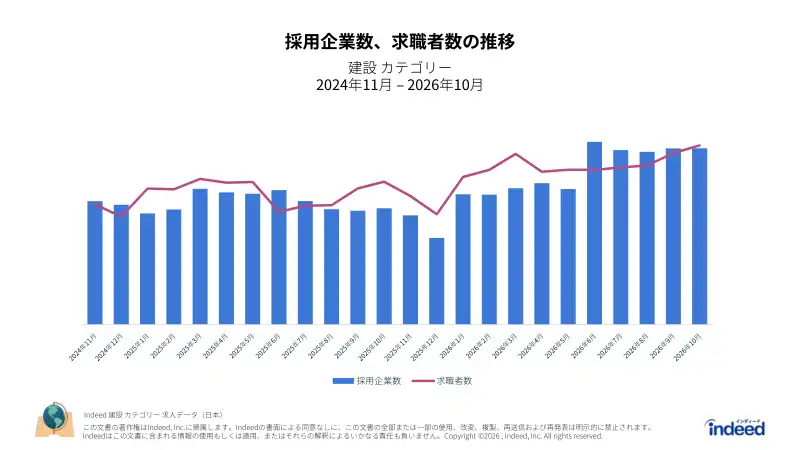 採用企業数、求職者数の推移
建設 カテゴリー
2024年11月 – 2026年10月
2024年11月
2024年12月
2025年1月
2025年2月
2025年3月
2025年4月
2025年5月
2025年6月
2025年7月
2025年8月
2025年9月
2025年10月
2025年11月
2025年12月
2026年1月
2026年2月
2026年3月
2026年4月
2026年5月
2026年6月
2026年7月
2026年8月
2026年9月
2026年10月
採用企業数 求職者数
Indeed 建設 カテゴリー 求人データ（日本）
この文書の著作権はIndeed, Inc.に帰属します。Indeedの書面による同意なしに、この文書の全部または一部の使用、改変、複製、再送信および再発表は明示的に禁止されます。
Indeedはこの文書に含まれる情報の使用もしくは適用、またはそれらの解釈によるいかなる責任も負いません。Copyright ©2026 , Indeed, Inc. All rights reserved.
インディード
indeed